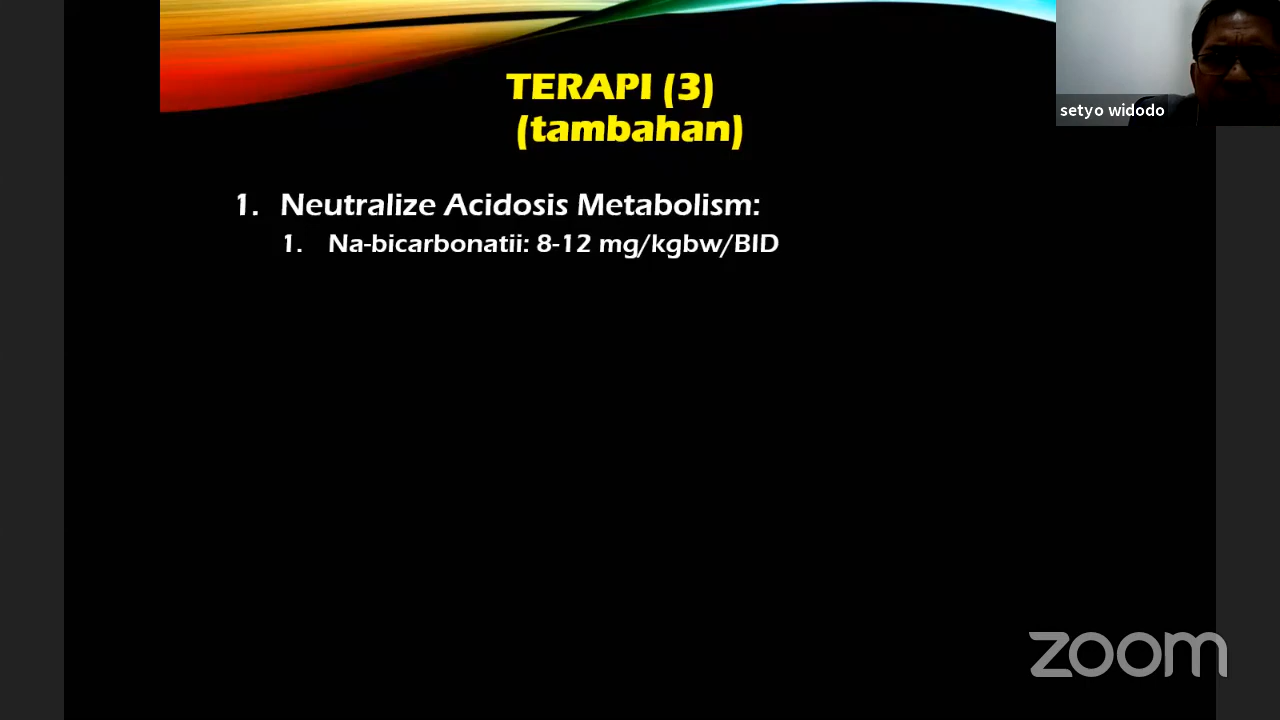 TERAPI (3)
(tambahan)
setyo widodo
1. Neutralize Acidosis Metabolism:
1. Na-bicarbonatii: 8-12 mg/kgbw/BID
zoom